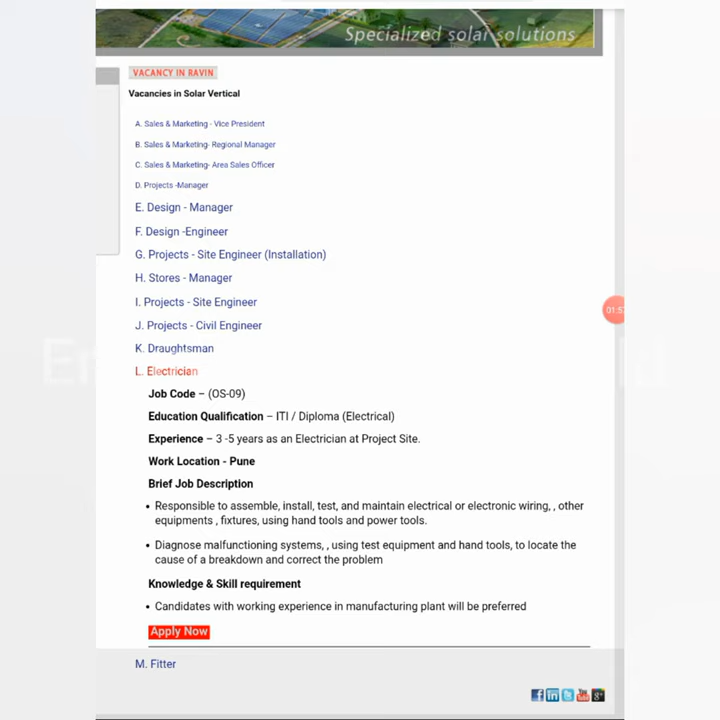 Specialized solar solutions
VACANCY IN RAVIN
Vacancies in Solar Vertical
A. Sales & Marketing - Vice President
B. Sales & Marketing- Regional Manager
C. Sales & Marketing- Area Sales Officer
D. Projects -Manager
E. Design - Manager
F. Design -Engineer
G. Projects - Site Engineer (Installation)
H. Stores - Manager
I. Projects - Site Engineer
J. Projects - Civil Engineer
K. Draughtsman
L. Electrician
Job Code – (OS-09)
Education Qualification – ITI / Diploma (Electrical)
Experience – 3 -5 years as an Electrician at Project Site.
Work Location - Pune
Brief Job Description
• Responsible to assemble, install, test, and maintain electrical or electronic wiring, , other
equipments , fixtures, using hand tools and power tools.
• Diagnose malfunctioning systems, , using test equipment and hand tools, to locate the
cause of a breakdown and correct the problem
Knowledge & Skill requirement
• Candidates with working experience in manufacturing plant will be preferred
Apply Now
M. Fitter